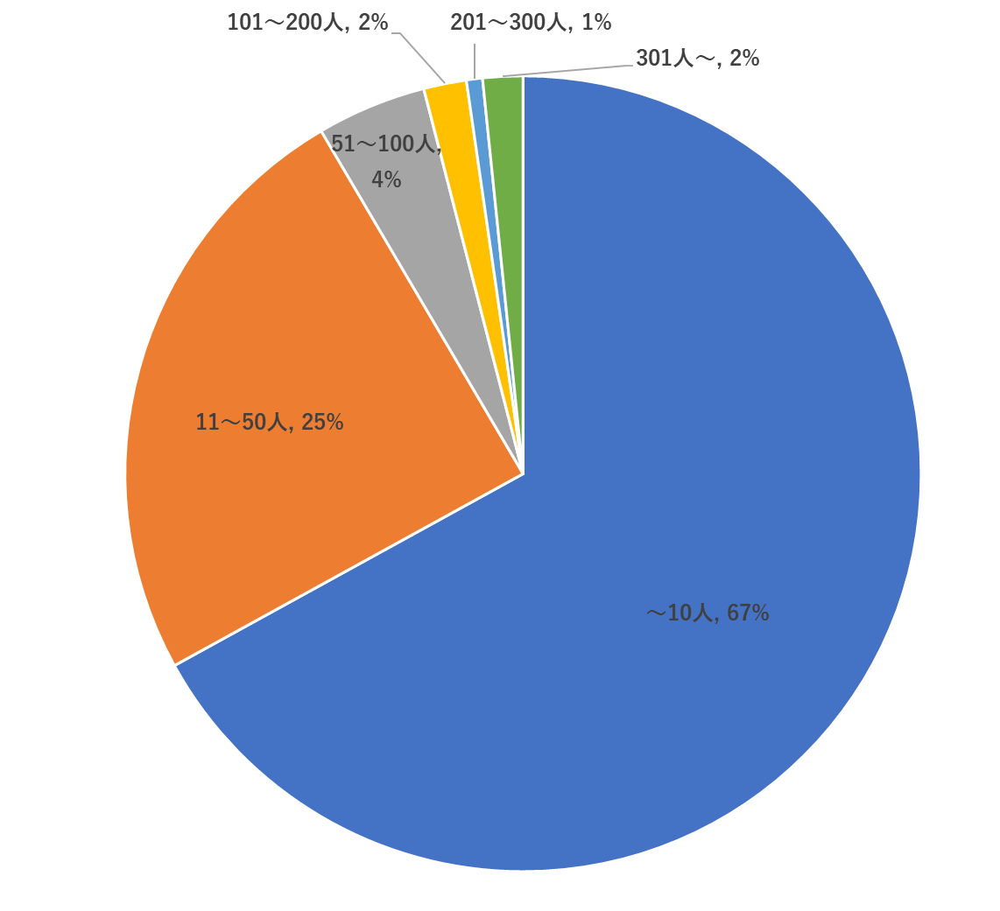 101～200人, 2%
201～300人, 1%
301人～, 2%
51～100人,
4%
11～50人, 25%
～10人, 67%